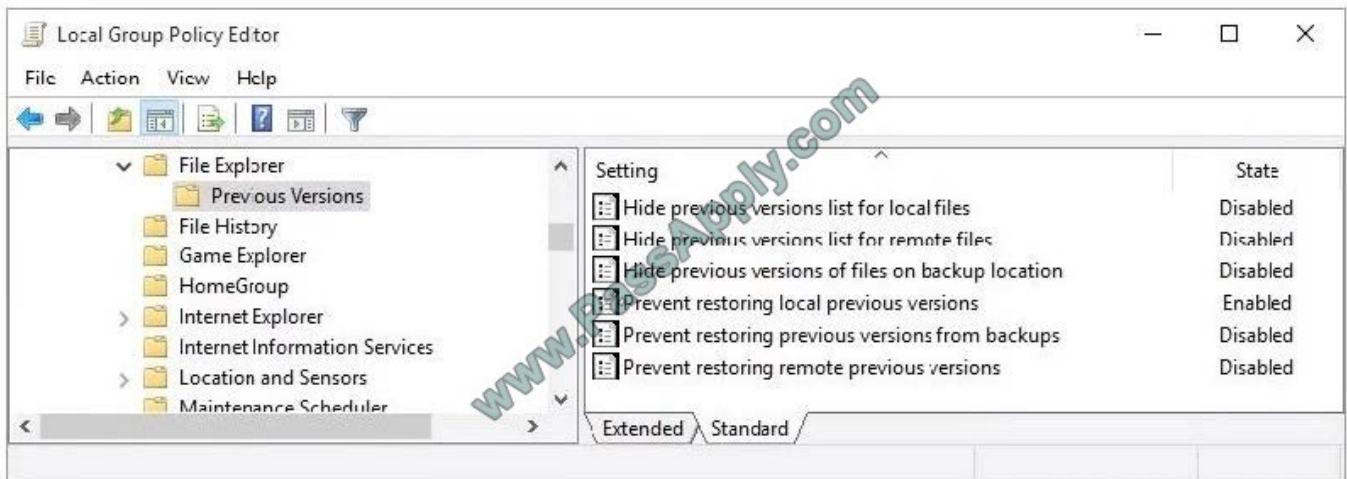 Local Group Policy Editor
File Action View Help
File Explorer
Previous Versions
File History
Game Explorer
HomeGroup
Internet Explorer
Internet Information Services
Location and Sensors
Maintenance Scheduler
Setting State
Hide previous versions list for local files Disabled
Hide previous versions list for remote files Disabled
Hide previous versions of files on backup location Disabled
Prevent restoring local previous versions Enabled
Prevent restoring previous versions from backups Disabled
Prevent restoring remote previous versions Disabled
Extended Standard
www.PassApply.com